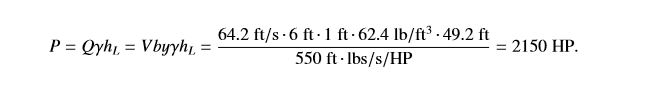 P = Qγh_L = Vbyγh_L = \frac{64.2 ft/s · 6 ft · 1 ft · 62.4 lb/ft³ · 49.2 ft}{550 ft · lbs/s/HP} = 2150 HP.